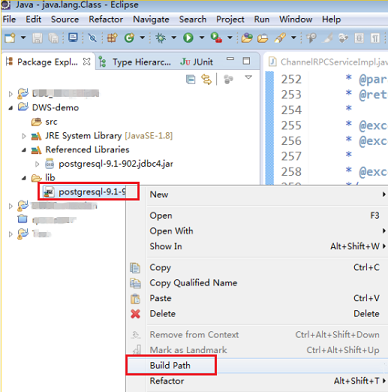 Java - java.lang.Class - Eclipse
File Edit Source Refactor Navigate Search Project Run Window Help
Package Explo
Type Hierarc...
JUnit
ChannelRPCServiceImpl.jav
DWS-demo
src
JRE System Library [JavaSE-1.8]
Referenced Libraries
postgresql-9.1-902.jdbc4.jar
lib
postgresql-9.1-9
252 * @par
253 * @ret
254 *
255 * @exc
256 * @exc
257 *
258 * @exc
New
Open F3
Open With
Show In Alt+Shift+W
Copy Ctrl+C
Copy Qualified Name
Paste Ctrl+V
Delete Delete
Remove from Context Ctrl+Alt+Shift+Down
Mark as Landmark Ctrl+Alt+Shift+Up
Build Path
Refactor Alt+Shift+T